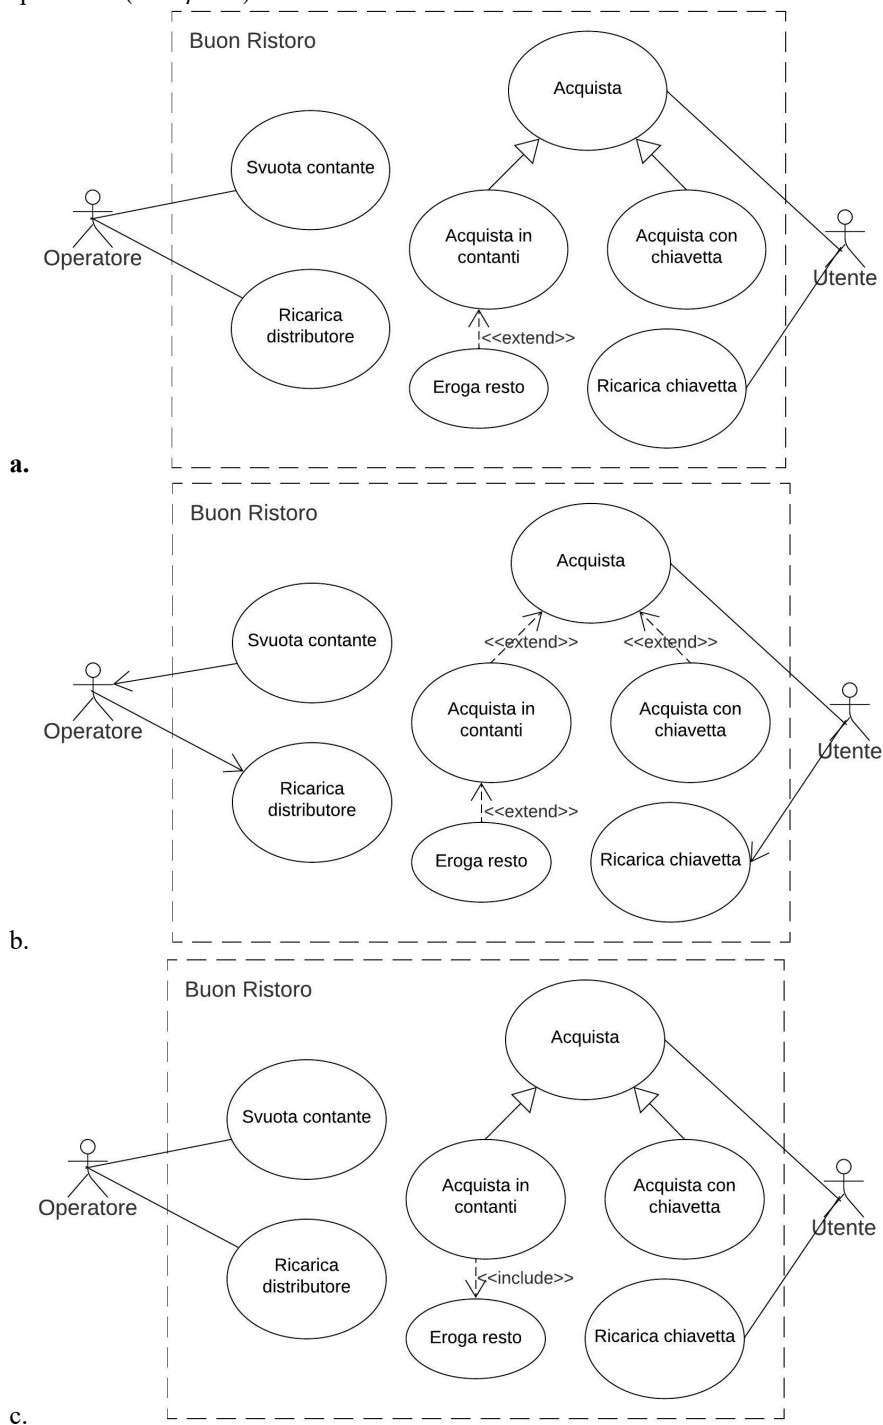 Buon Ristoro
Acquista
Svuota contante
Acquista in
contanti
Acquista con
chiavetta
Operatore
Utente
Ricarica
distributore
<<extend>>
Eroga resto
Ricarica chiavetta
a.
Buon Ristoro
Acquista
Svuota contante
<<extend>>
<<extend>>
Acquista in
contanti
Acquista con
chiavetta
Operatore
Utente
Ricarica
distributore
<<extend>>
Eroga resto
Ricarica chiavetta
b.
Buon Ristoro
Acquista
Svuota contante
Acquista in
contanti
Acquista con
chiavetta
Operatore
Utente
Ricarica
distributore
<<include>>
Eroga resto
Ricarica chiavetta
c.